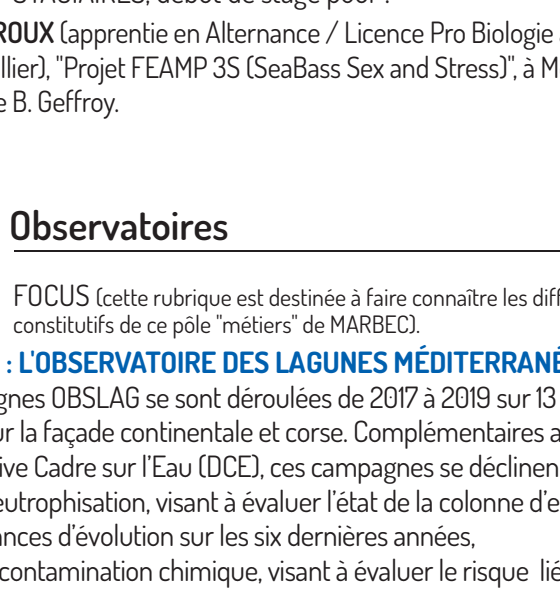 STAGIAIRES, début de stage pour :
ROUX (apprentie en Alternance / Licence Pro Biologie
llier), "Projet FEAMP 3S (SeaBass Sex and Stress)", à M
e B. Geffroy.
Observatoires
FOCUS (cette rubrique est destinée à faire connaître les diff
constitutifs de ce pôle "métiers" de MARBEC).
: L'OBSERVATOIRE DES LAGUNES MÉDITERRANÉ
gnes OBSLAG se sont déroulées de 2017 à 2019 sur 13
ur la façade continentale et corse. Complémentaires a
ive Cadre sur l'Eau (DCE), ces campagnes se déclinen
eutrophisation, visant à évaluer l'état de la colonne d'e
ances d'évolution sur les six dernières années,
contamination chimique, visant à évaluer le risque lié